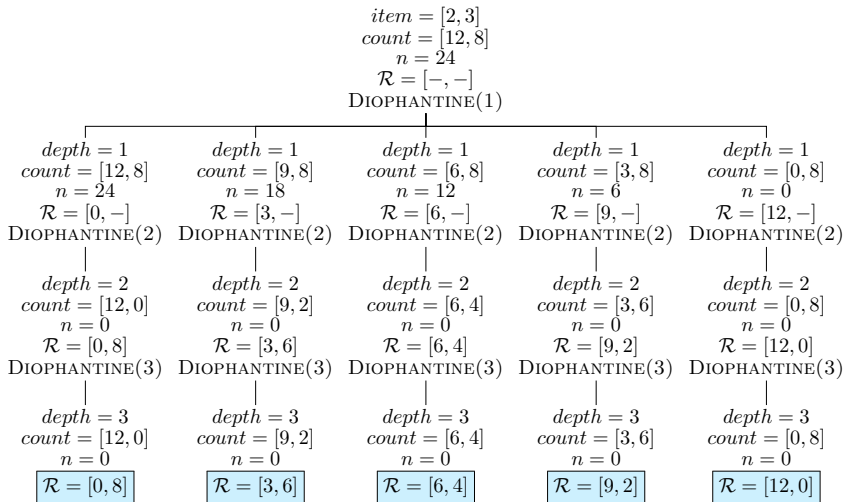 item = [2, 3]
count = [12, 8]
n = 24
ℛ = [−, −]
DIOPHANTINE(1)
depth = 1
count = [12, 8]
n = 24
ℛ = [0, −]
DIOPHANTINE(2)
depth = 1
count = [9, 8]
n = 18
ℛ = [3, −]
DIOPHANTINE(2)
depth = 1
count = [6, 8]
n = 12
ℛ = [6, −]
DIOPHANTINE(2)
depth = 1
count = [3, 8]
n = 6
ℛ = [9, −]
DIOPHANTINE(2)
depth = 1
count = [0, 8]
n = 0
ℛ = [12, −]
DIOPHANTINE(2)
depth = 2
count = [12, 0]
n = 0
ℛ = [0, 8]
DIOPHANTINE(3)
depth = 2
count = [9, 2]
n = 0
ℛ = [3, 6]
DIOPHANTINE(3)
depth = 2
count = [6, 4]
n = 0
ℛ = [6, 4]
DIOPHANTINE(3)
depth = 2
count = [3, 6]
n = 0
ℛ = [9, 2]
DIOPHANTINE(3)
depth = 2
count = [0, 8]
n = 0
ℛ = [12, 0]
DIOPHANTINE(3)
depth = 3
count = [12, 0]
n = 0
ℛ = [0, 8]
depth = 3
count = [9, 2]
n = 0
ℛ = [3, 6]
depth = 3
count = [6, 4]
n = 0
ℛ = [6, 4]
depth = 3
count = [3, 6]
n = 0
ℛ = [9, 2]
depth = 3
count = [0, 8]
n = 0
ℛ = [12, 0]